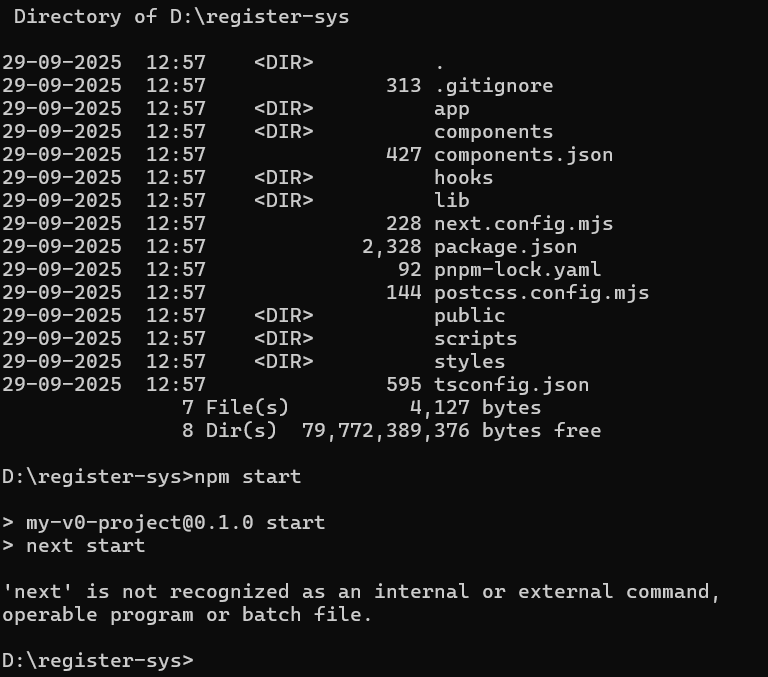 Directory of D:\register-sys
29-09-2025  12:57    <DIR>          .
29-09-2025  12:57               313 .gitignore
29-09-2025  12:57    <DIR>          app
29-09-2025  12:57    <DIR>          components
29-09-2025  12:57               427 components.json
29-09-2025  12:57    <DIR>          hooks
29-09-2025  12:57    <DIR>          lib
29-09-2025  12:57               228 next.config.mjs
29-09-2025  12:57             2,328 package.json
29-09-2025  12:57                92 pnpm-lock.yaml
29-09-2025  12:57               144 postcss.config.mjs
29-09-2025  12:57    <DIR>          public
29-09-2025  12:57    <DIR>          scripts
29-09-2025  12:57    <DIR>          styles
29-09-2025  12:57               595 tsconfig.json
7 File(s)          4,127 bytes
8 Dir(s)  79,772,389,376 bytes free
D:\register-sys>npm start
> my-v0-project@0.1.0 start
> next start
'next' is not recognized as an internal or external command,
operable program or batch file.
D:\register-sys>